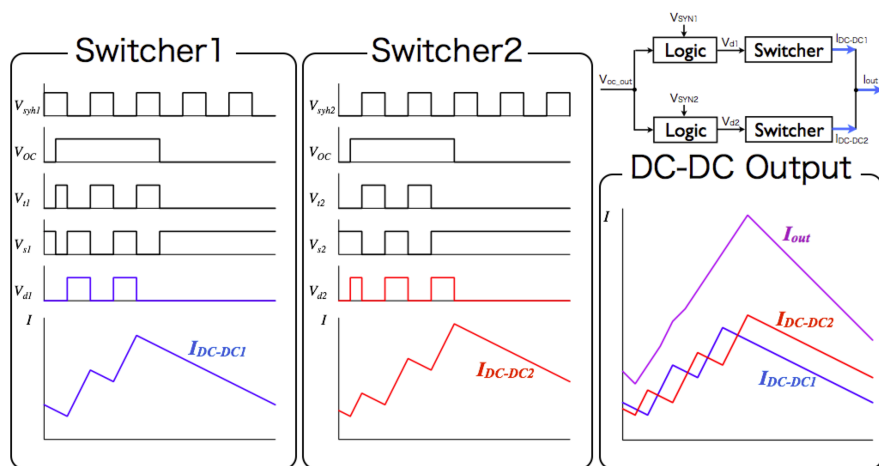 Switcher1
Vsyh1
VOC
Vt1
Vs1
Vd1
I
IDC-DC1
Switcher2
Vsyh2
VOC
Vt2
Vs2
Vd2
I
IDC-DC2
VSYN1
Logic
Vd1
Switcher
IDC-DC1
Voc_out
Iout
VSYN2
Logic
Vd2
Switcher
IDC-DC2
DC-DC Output
I
Iout
IDC-DC2
IDC-DC1